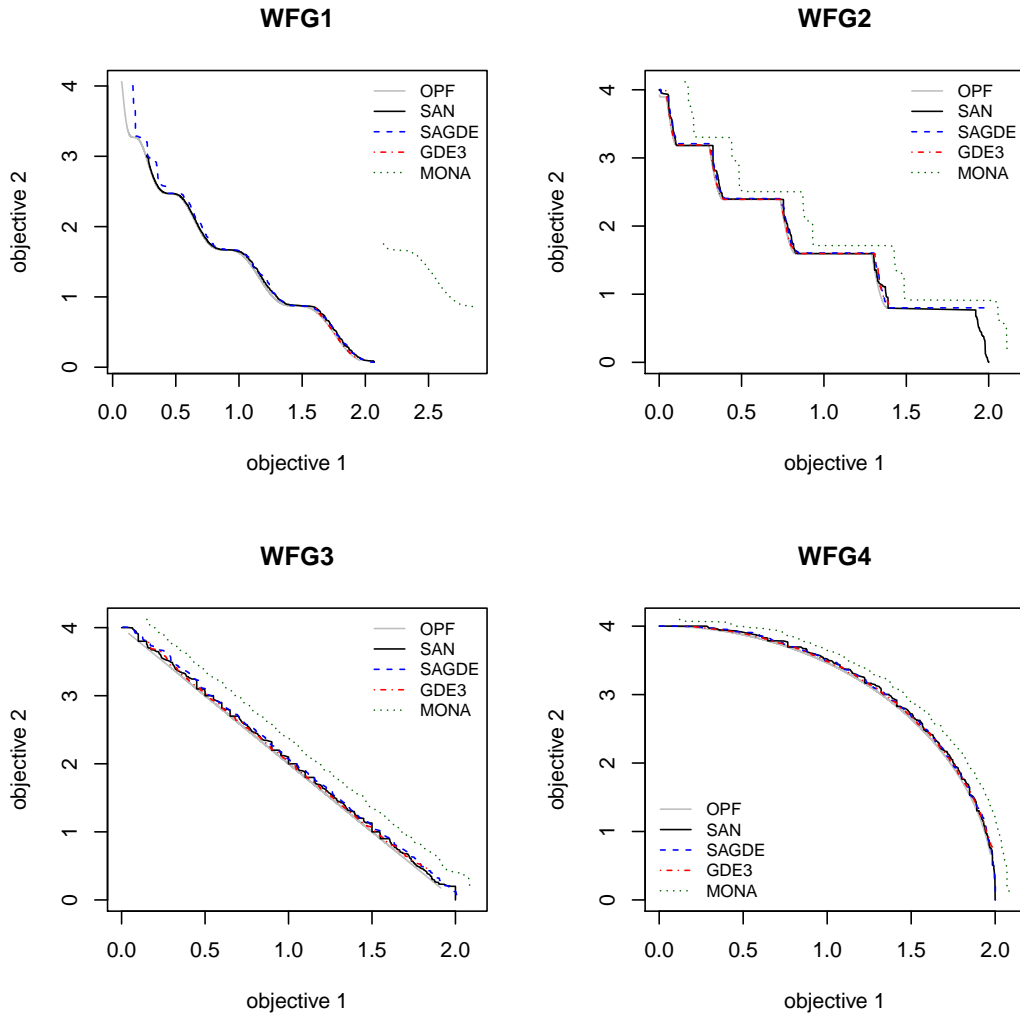 WFG1
objective 2
0 1 2 3 4
0.0 0.5 1.0 1.5 2.0 2.5
objective 1
OPF
SAN
SAGDE
GDE3
MONA
WFG2
objective 2
0 1 2 3 4
0.0 0.5 1.0 1.5 2.0
objective 1
OPF
SAN
SAGDE
GDE3
MONA
WFG3
objective 2
0 1 2 3 4
0.0 0.5 1.0 1.5 2.0
objective 1
OPF
SAN
SAGDE
GDE3
MONA
WFG4
objective 2
0 1 2 3 4
0.0 0.5 1.0 1.5 2.0
objective 1
OPF
SAN
SAGDE
GDE3
MONA